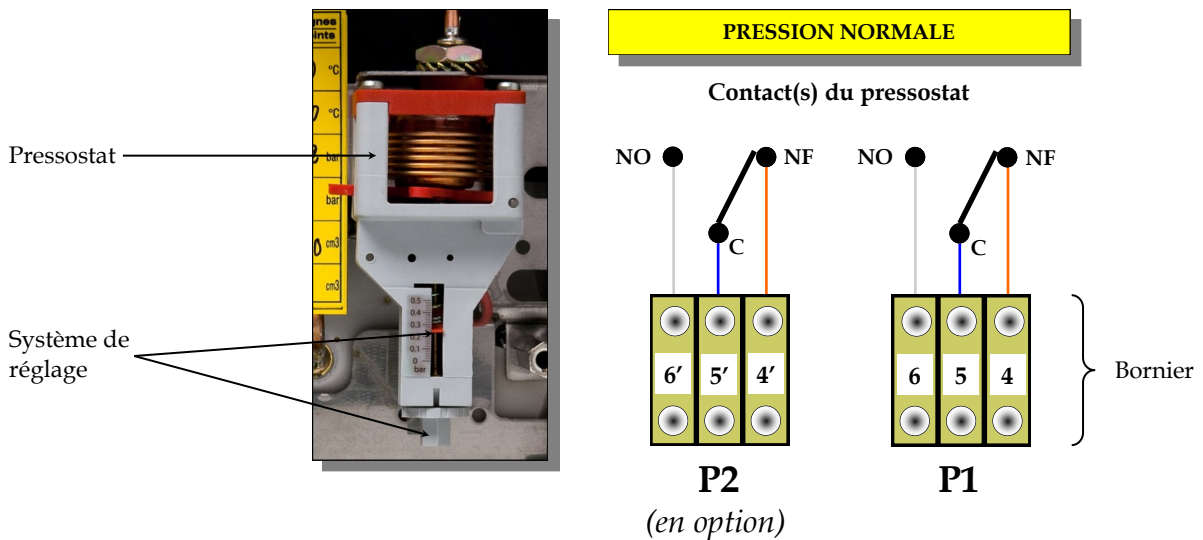 PRESSION NORMALE
Contact(s) du pressostat
Pressostat
Système de
réglage
ints
°C
°C
bar
bar
cm3
cm3
0.5
0.4
0.3
0.2
0.1
0
bar
NO
NF
C
NO
NF
C
6′
5′
4′
6
5
4
Bornier
P2
(en option)
P1